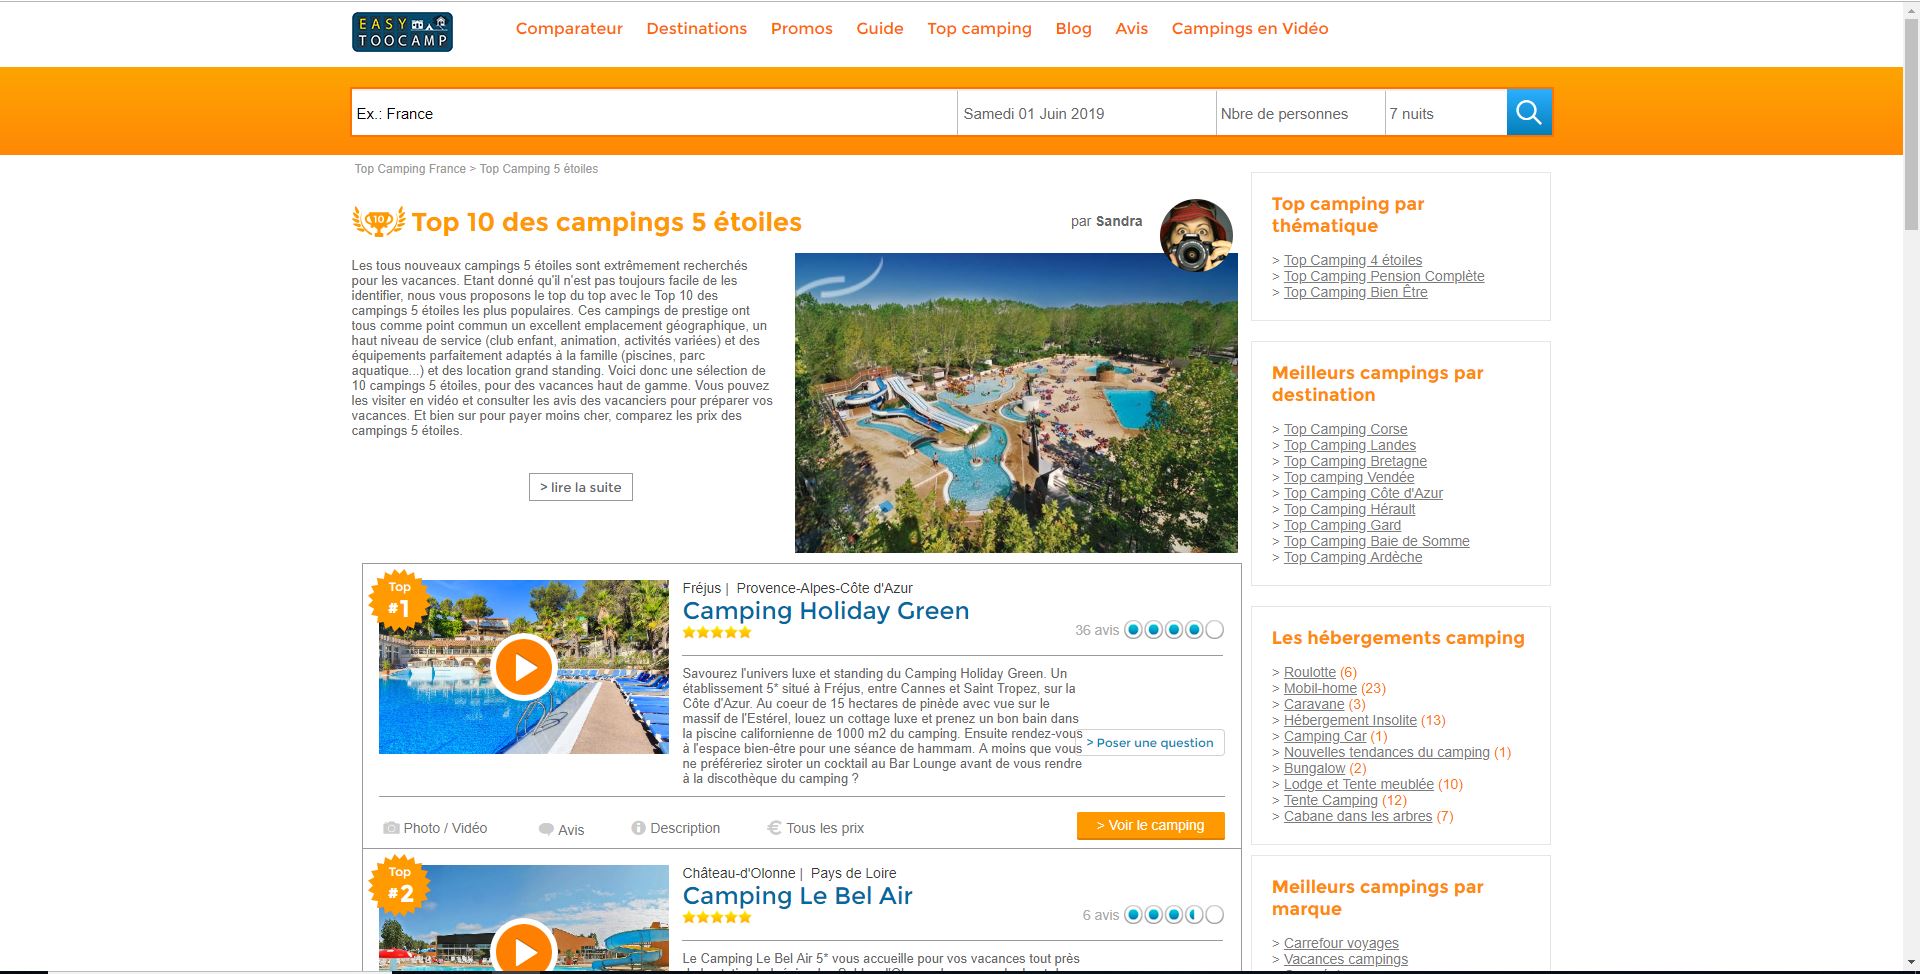 EASY
TOOCAMP
Comparateur Destinations Promos Guide Top camping Blog Avis Campings en Vidéo
Ex.: France Samedi 01 Juin 2019 Nbre de personnes 7 nuits
Top Camping France > Top Camping 5 étoiles
10 Top 10 des campings 5 étoiles
par Sandra
Les tous nouveaux campings 5 étoiles sont extrêmement recherchés
pour les vacances. Etant donné qu'il n'est pas toujours facile de les
identifier, nous vous proposons le top du top avec le Top 10 des
campings 5 étoiles les plus populaires. Ces campings de prestige ont
tous comme point commun un excellent emplacement géographique, un
haut niveau de service (club enfant, animation, activités variées) et des
équipements parfaitement adaptés à la famille (piscines, parc
aquatique...) et des location grand standing. Voici donc une sélection de
10 campings 5 étoiles, pour des vacances haut de gamme. Vous pouvez
les visiter en vidéo et consulter les avis des vacanciers pour préparer vos
vacances. Et bien sur pour payer moins cher, comparez les prix des
campings 5 étoiles.
> lire la suite
Top
#1
Fréjus | Provence-Alpes-Côte d'Azur
Camping Holiday Green
36 avis
Savourez l'univers luxe et standing du Camping Holiday Green. Un
établissement 5* situé à Fréjus, entre Cannes et Saint Tropez, sur la
Côte d'Azur. Au coeur de 15 hectares de pinède avec vue sur le
massif de l'Estérel, louez un cottage luxe et prenez un bon bain dans
la piscine californienne de 1000 m2 du camping. Ensuite rendez-vous
à l'espace bien-être pour une séance de hammam. A moins que vous
ne préféreriez siroter un cocktail au Bar Lounge avant de vous rendre
à la discothèque du camping ?
> Poser une question
Photo / Vidéo Avis Description Tous les prix
> Voir le camping
Top
#2
Château-d'Olonne | Pays de Loire
Camping Le Bel Air
6 avis
Le Camping Le Bel Air 5* vous accueille pour vos vacances tout près
Top camping par
thématique
> Top Camping 4 étoiles
> Top Camping Pension Complète
> Top Camping Bien Être
Meilleurs campings par
destination
> Top Camping Corse
> Top Camping Landes
> Top Camping Bretagne
> Top camping Vendée
> Top Camping Côte d'Azur
> Top Camping Hérault
> Top Camping Gard
> Top Camping Baie de Somme
> Top Camping Ardèche
Les hébergements camping
> Roulotte (6)
> Mobil-home (23)
> Caravane (3)
> Hébergement Insolite (13)
> Camping Car (1)
> Nouvelles tendances du camping (1)
> Bungalow (2)
> Lodge et Tente meublée (10)
> Tente Camping (12)
> Cabane dans les arbres (7)
Meilleurs campings par
marque
> Carrefour voyages
> Vacances campings